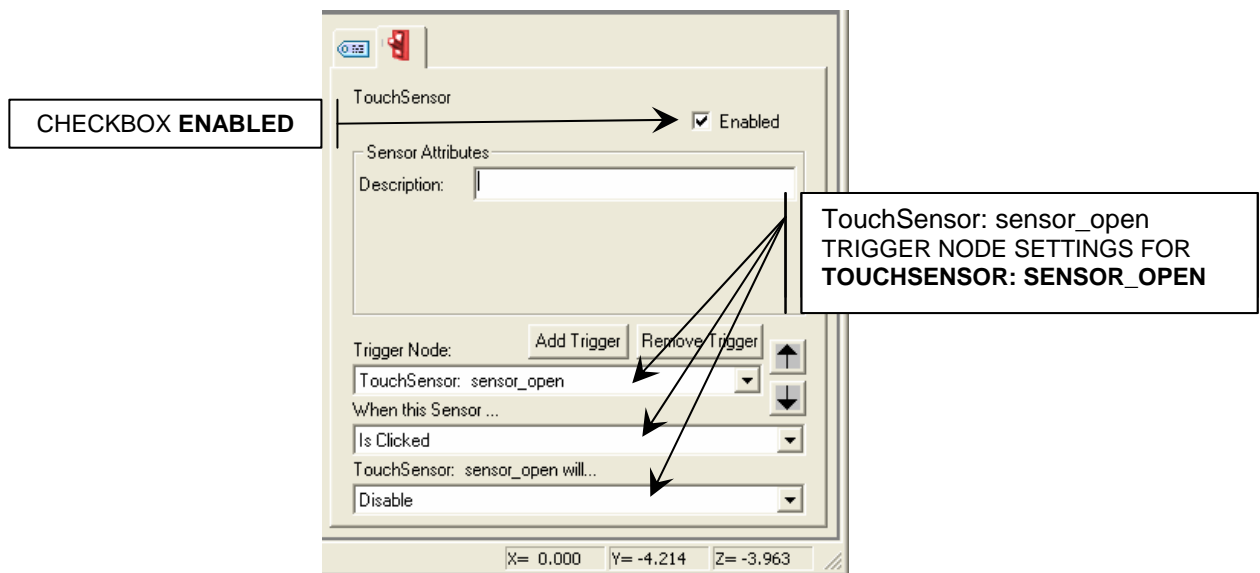 TouchSensor
CHECKBOX ENABLED
Enabled
Sensor Attributes
Description:
TouchSensor: sensor_open
TRIGGER NODE SETTINGS FOR
TOUCHSENSOR: SENSOR_OPEN
Add Trigger
Remove Trigger
Trigger Node:
TouchSensor: sensor_open
When this Sensor ...
Is Clicked
TouchSensor: sensor_open will...
Disable
X= 0.000 Y= -4.214 Z= -3.963